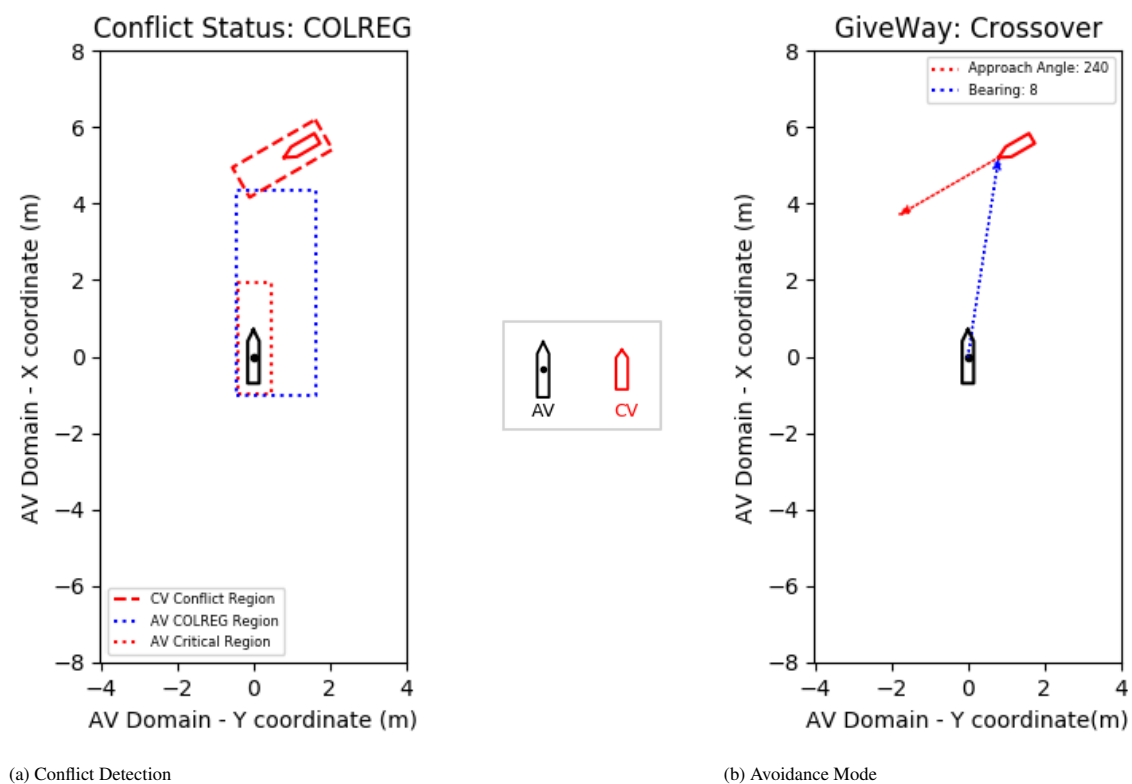 Conflict Status: COLREG
8
6
4
2
0
−2
−4
−6
−8
AV Domain - X coordinate (m)
CV Conflict Region
AV COLREG Region
AV Critical Region
−4 −2 0 2 4
AV Domain - Y coordinate (m)
(a) Conflict Detection
AV CV
GiveWay: Crossover
Approach Angle: 240
Bearing: 8
8
6
4
2
0
−2
−4
−6
−8
AV Domain - X coordinate (m)
−4 −2 0 2 4
AV Domain - Y coordinate(m)
(b) Avoidance Mode